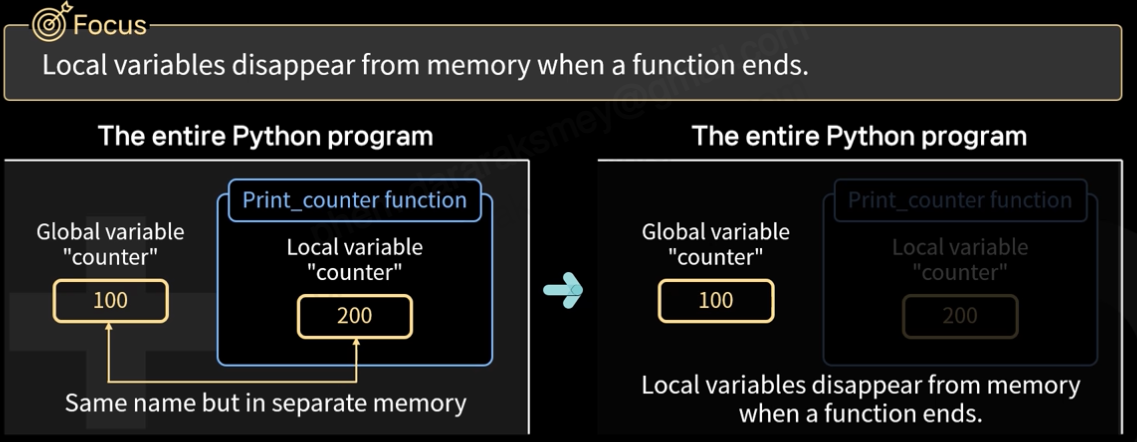 Focus
Local variables disappear from memory when a function ends.
The entire Python program
Print_counter function
Global variable
"counter"
100
Local variable
"counter"
200
Same name but in separate memory
The entire Python program
Print_counter function
Global variable
"counter"
100
Local variable
"counter"
200
Local variables disappear from memory
when a function ends.